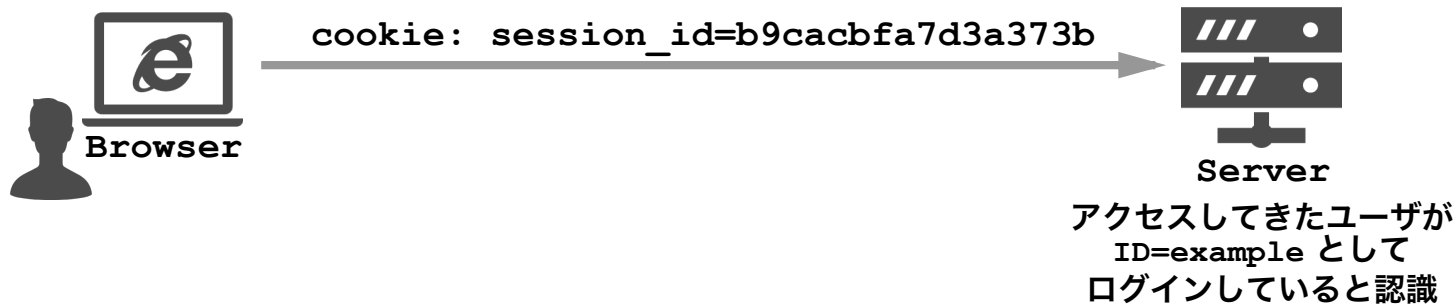 cookie: session_id=b9cacbfa7d3a373b
Browser
Server
アクセスしてきたユーザが
ID=example として
ログインしていると認識